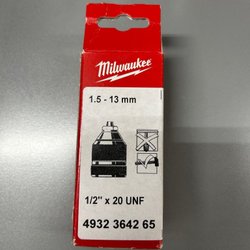 Milwaukee
1.5 - 13 mm
1/2" x 20 UNF
4932 3642 65